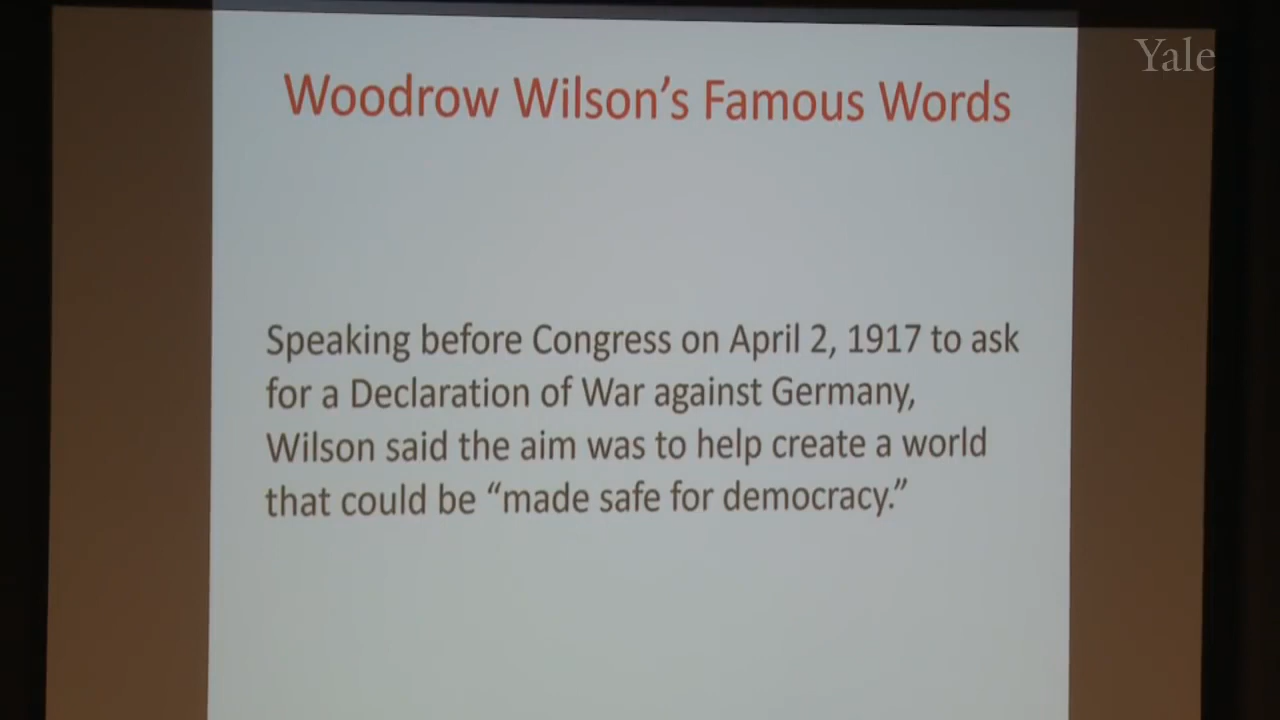 Yale
Woodrow Wilson's Famous Words
Speaking before Congress on April 2, 1917 to ask
for a Declaration of War against Germany,
Wilson said the aim was to help create a world
that could be “made safe for democracy.”